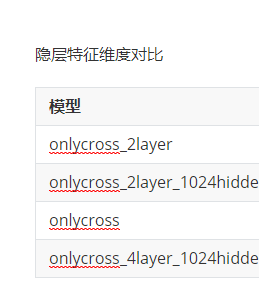 隐层特征维度对比
模型
onlycross_2layer
onlycross_2layer_1024hidde
onlycross
onlycross_4layer_1024hidde